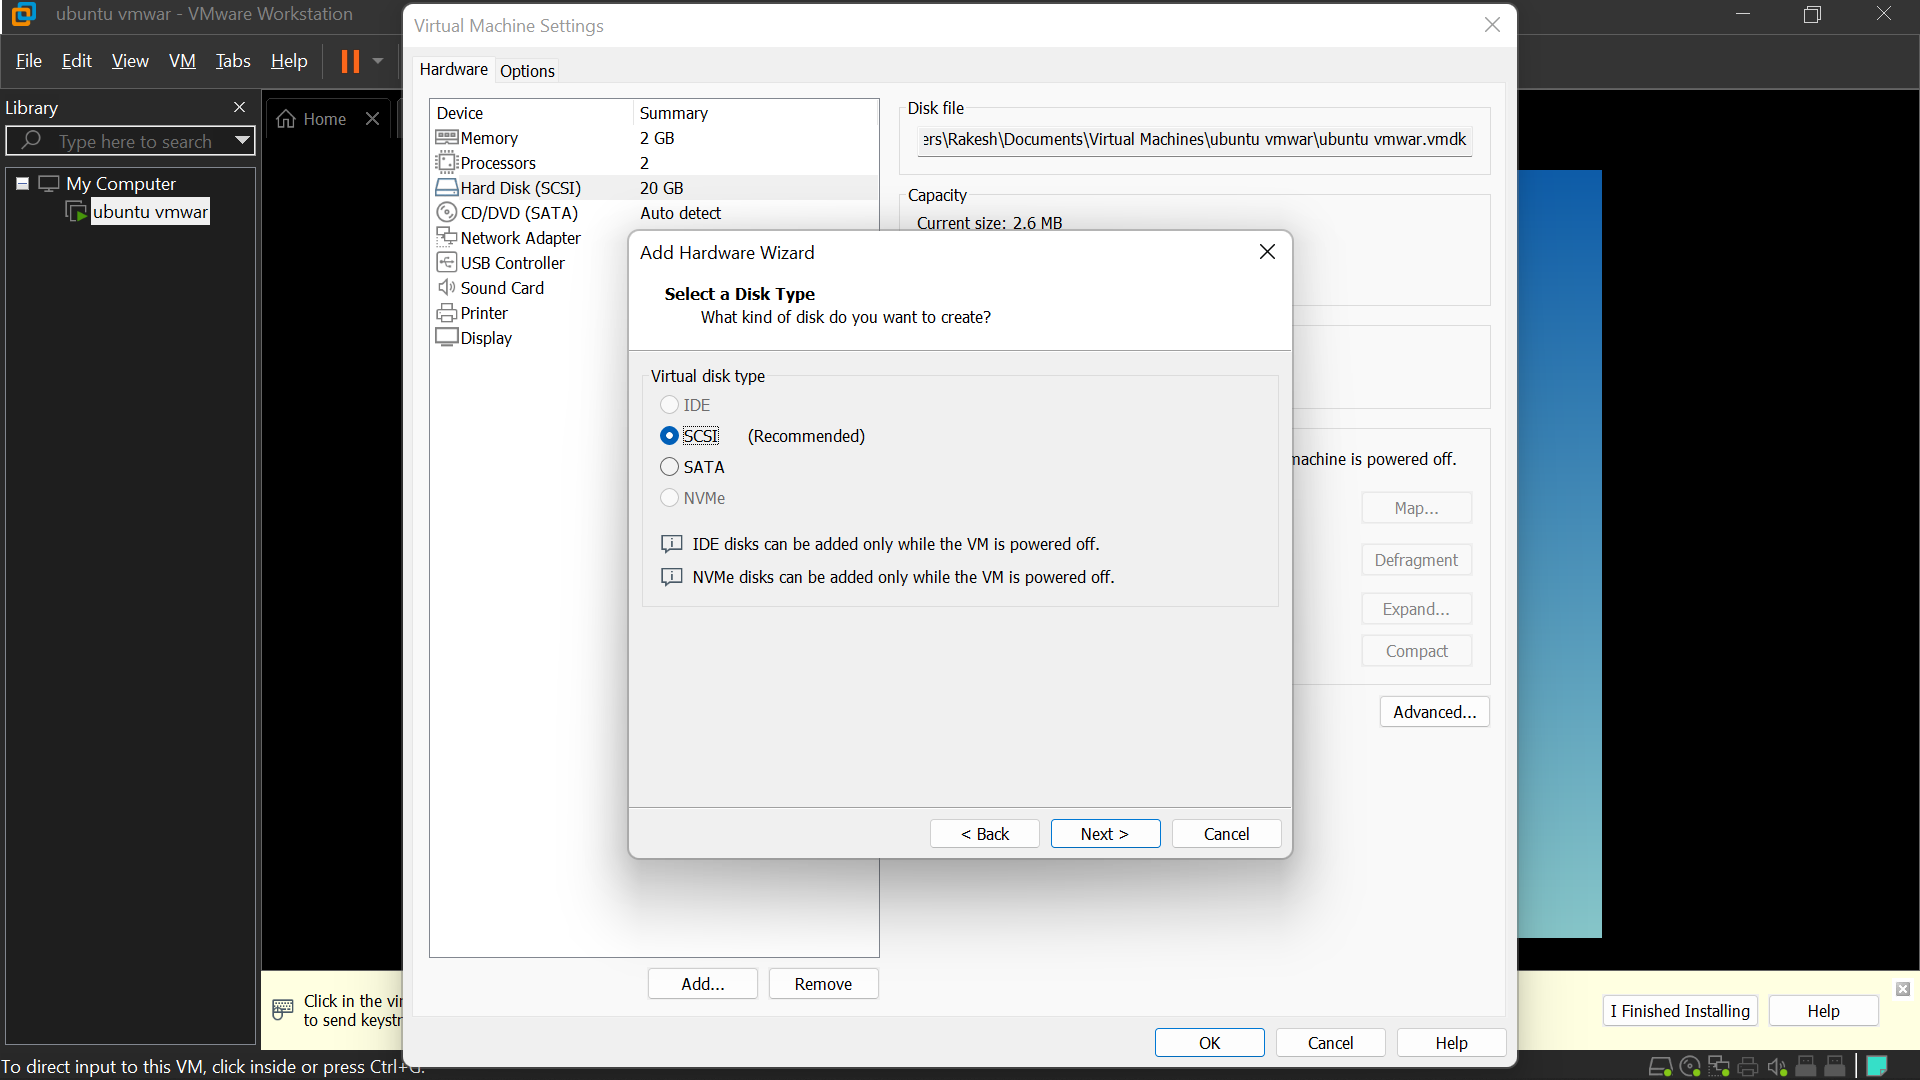 ubuntu vmwar - VMware Workstation
File Edit View VM Tabs Help
Library
Type here to search
My Computer
ubuntu vmwar
Home
Virtual Machine Settings
Hardware Options
Device Summary
Memory 2 GB
Processors 2
Hard Disk (SCSI) 20 GB
CD/DVD (SATA) Auto detect
Network Adapter
USB Controller
Sound Card
Printer
Display
Disk file
ers\Rakesh\Documents\Virtual Machines\ubuntu vmwar\ubuntu vmwar.vmdk
Capacity
Current size: 2.6 MB
machine is powered off.
Map...
Defragment
Expand...
Compact
Advanced...
Add Hardware Wizard
Select a Disk Type
What kind of disk do you want to create?
Virtual disk type
IDE
SCSI (Recommended)
SATA
NVMe
IDE disks can be added only while the VM is powered off.
NVMe disks can be added only while the VM is powered off.
< Back Next > Cancel
Add... Remove
OK Cancel Help
Click in the vir
to send keystr
I Finished Installing Help
To direct input to this VM, click inside or press Ctrl+G.